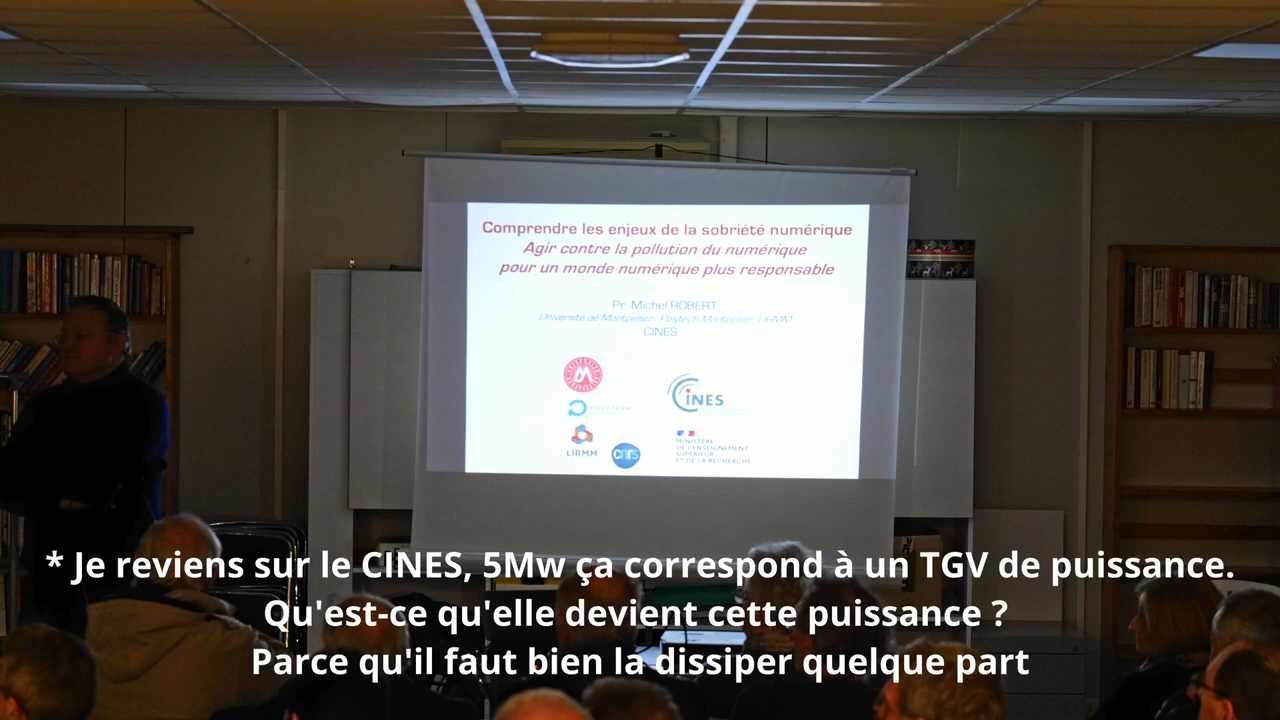 Comprendre les enjeux de la sobriété numérique
Agir contre la pollution du numérique
pour un monde numérique plus responsable
Pr. Michel ROBERT
Université de Montpellier, Polytech Montpellier, LIRMM
CINES
CINES
POLYTECH
LIRMM
cnrs
MINISTÈRE
DE L'ENSEIGNEMENT
SUPÉRIEUR
ET DE LA RECHERCHE
* Je reviens sur le CINES, 5Mw ça correspond à un TGV de puissance.
Qu'est-ce qu'elle devient cette puissance ?
Parce qu'il faut bien la dissiper quelque part